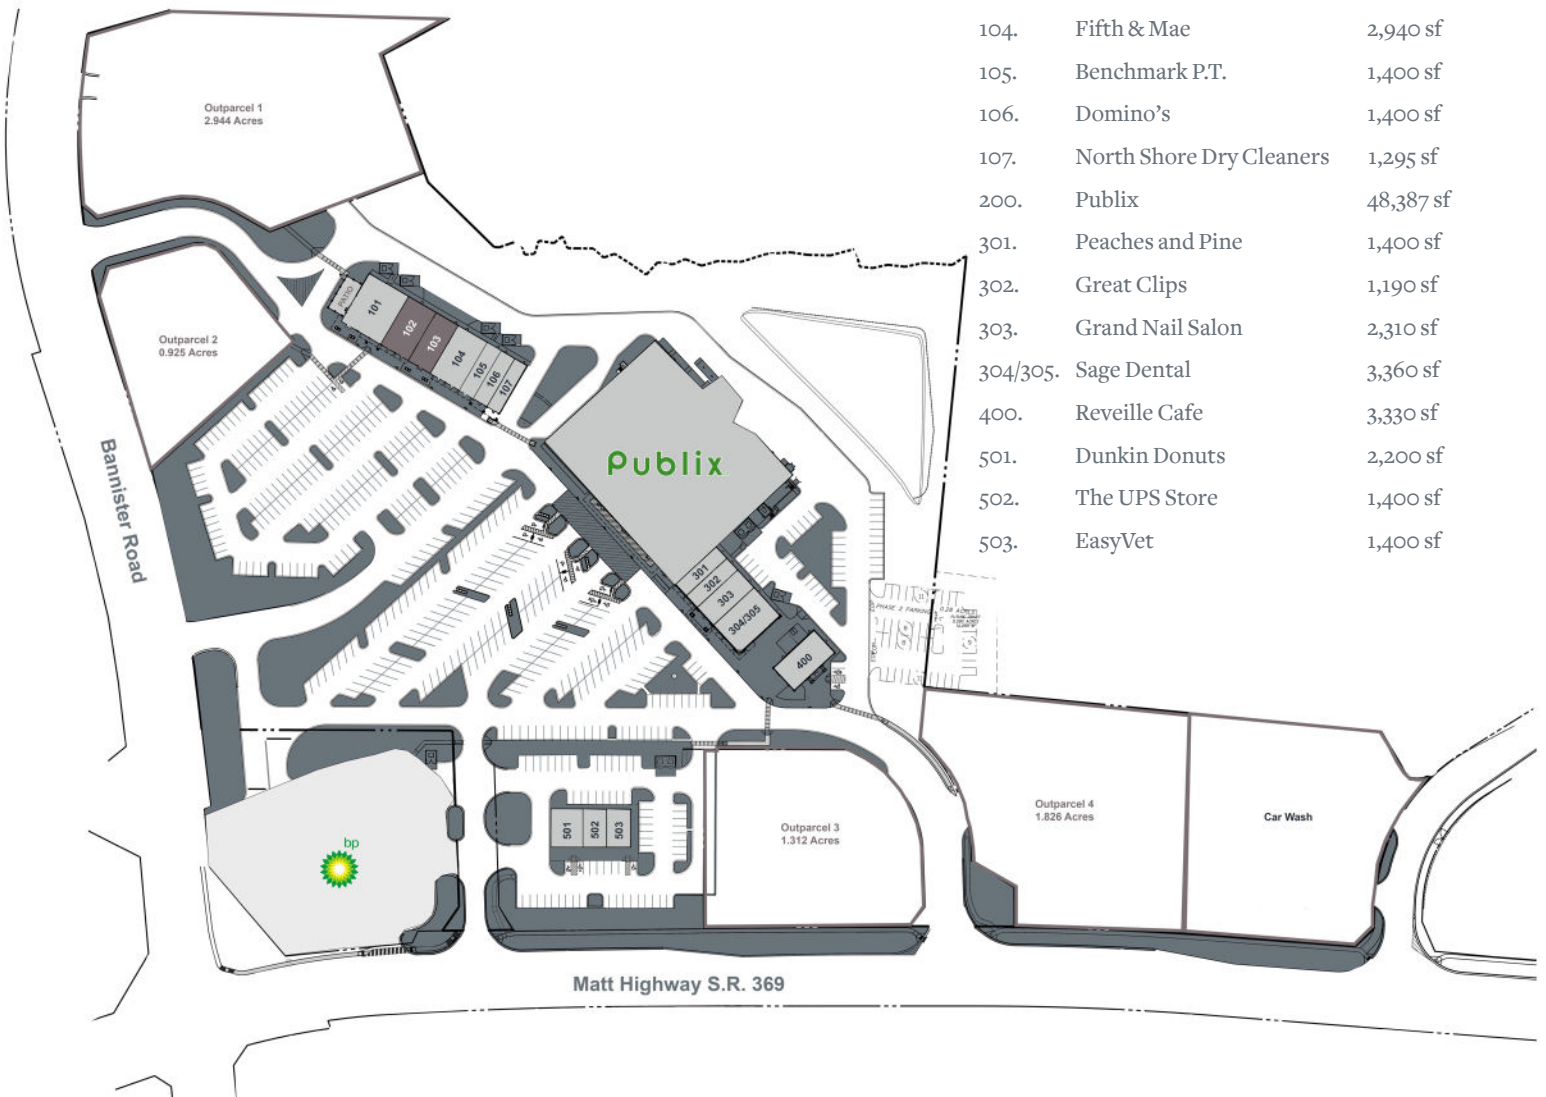 104. Fifth & Mae 2,940 sf
105. Benchmark P.T. 1,400 sf
106. Domino's 1,400 sf
107. North Shore Dry Cleaners 1,295 sf
200. Publix 48,387 sf
301. Peaches and Pine 1,400 sf
302. Great Clips 1,190 sf
303. Grand Nail Salon 2,310 sf
304/305. Sage Dental 3,360 sf
400. Reveille Cafe 3,330 sf
501. Dunkin Donuts 2,200 sf
502. The UPS Store 1,400 sf
503. EasyVet 1,400 sf
Outparcel 1
2.944 Acres
Outparcel 2
0.925 Acres
PATIO
101
102
103
104
105
106
107
Publix
Bannister Road
301
302
303
304/305
400
PHASE 2 PARKING
bp
501
502
503
Outparcel 3
1.312 Acres
Outparcel 4
1.826 Acres
Car Wash
Matt Highway S.R. 369